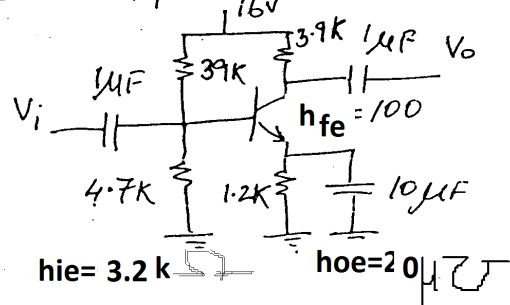 16V
3.9K 1μF Vo
1μF 39K
Vi hfe = 100
4.7K 1.2K 10μF
hie= 3.2 k Ω hoe=20 μ℧